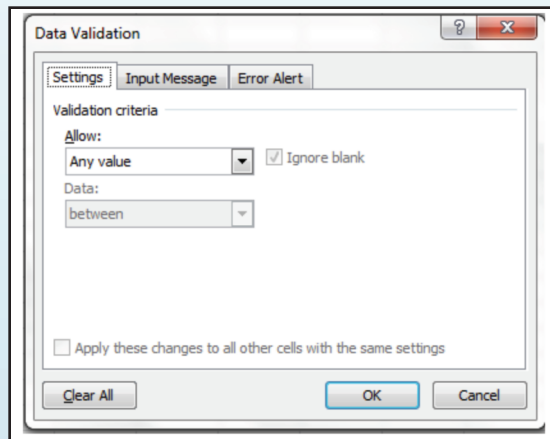 Data Validation
Settings Input Message Error Alert
Validation criteria
Allow:
Any value Ignore blank
Data:
between
Apply these changes to all other cells with the same settings
Clear All OK Cancel